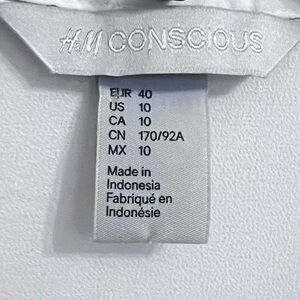 H&M CONSCIOUS
EUR 40
US 10
CA 10
CN 170/92A
MX 10
Made in
Indonesia
Fabriqué en
Indonésie